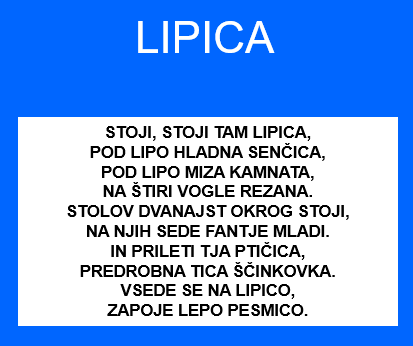 LIPICA
STOJI, STOJI TAM LIPICA,
POD LIPO HLADNA SENČICA,
POD LIPO MIZA KAMNATA,
NA ŠTIRI VOGLE REZANA.
STOLOV DVANAJST OKROG STOJI,
NA NJIH SEDE FANTJE MLADI.
IN PRILETI TJA PTIČICA,
PREDROBNA TICA ŠČINKOVKA.
VSEDE SE NA LIPICO,
ZAPOJE LEPO PESMICO.